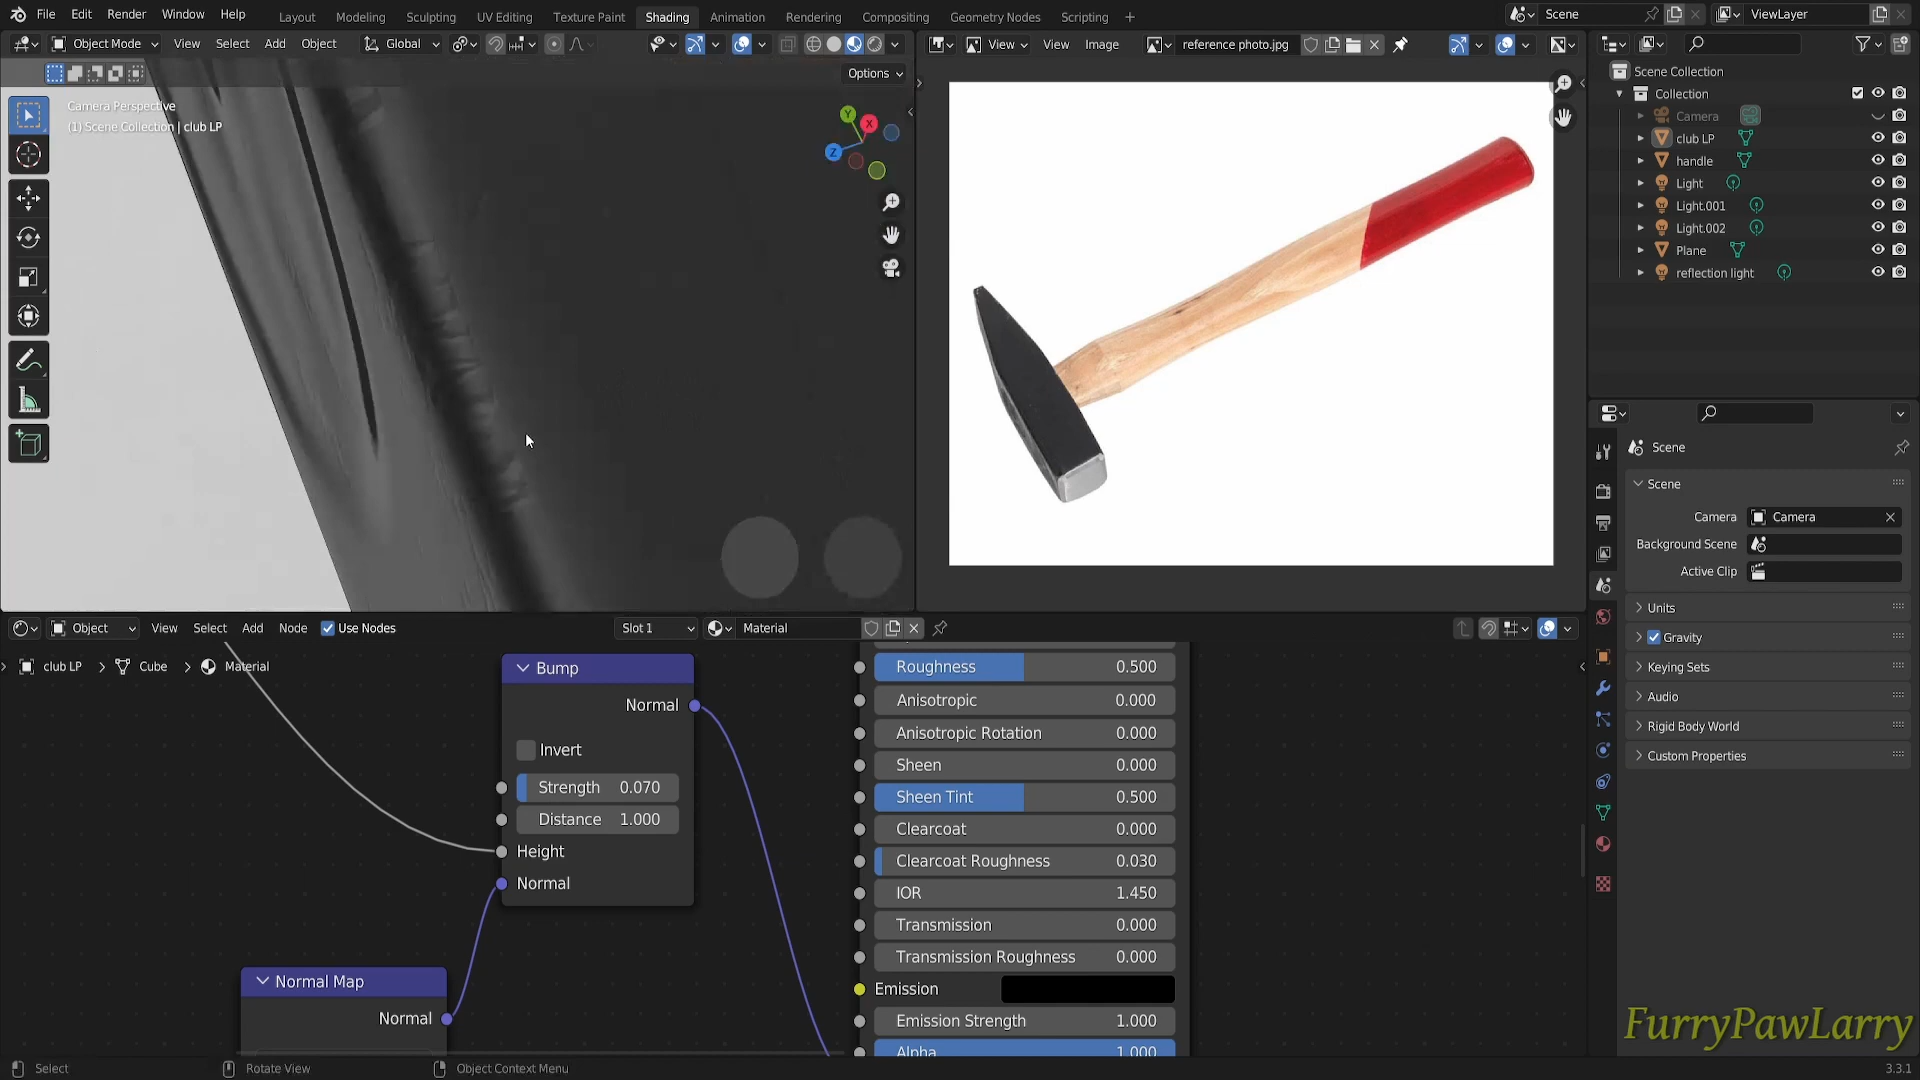 File Edit Render Window Help Layout Modeling Sculpting UV Editing Texture Paint Shading Animation Rendering Compositing Geometry Nodes Scripting + Scene ViewLayer
Object Mode View Select Add Object Global
View View Image reference photo.jpg
Options
Camera Perspective
(1) Scene Collection | club LP
Y
X
Z
Scene Collection
Collection
Camera
club LP
handle
Light
Light.001
Light.002
Plane
reflection light
Scene
Scene
Camera Camera
Background Scene
Active Clip
Units
Gravity
Keying Sets
Audio
Rigid Body World
Custom Properties
Object View Select Add Node Use Nodes Slot 1 Material
club LP > Cube > Material
Bump
Normal
Invert
Strength 0.070
Distance 1.000
Height
Normal
Normal Map
Normal
Roughness 0.500
Anisotropic 0.000
Anisotropic Rotation 0.000
Sheen 0.000
Sheen Tint 0.500
Clearcoat 0.000
Clearcoat Roughness 0.030
IOR 1.450
Transmission 0.000
Transmission Roughness 0.000
Emission
Emission Strength 1.000
Alpha 1.000
FurryPawLarry
Select Rotate View Object Context Menu 3.3.1